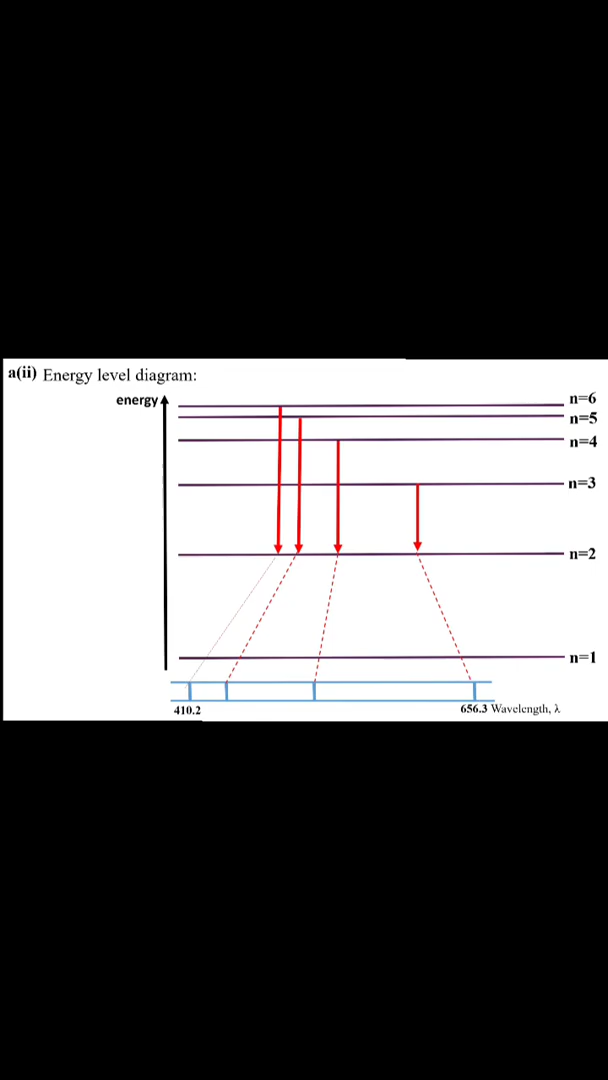 a(ii) Energy level diagram:
energy
n=6
n=5
n=4
n=3
n=2
n=1
410.2
656.3 Wavelength, λ